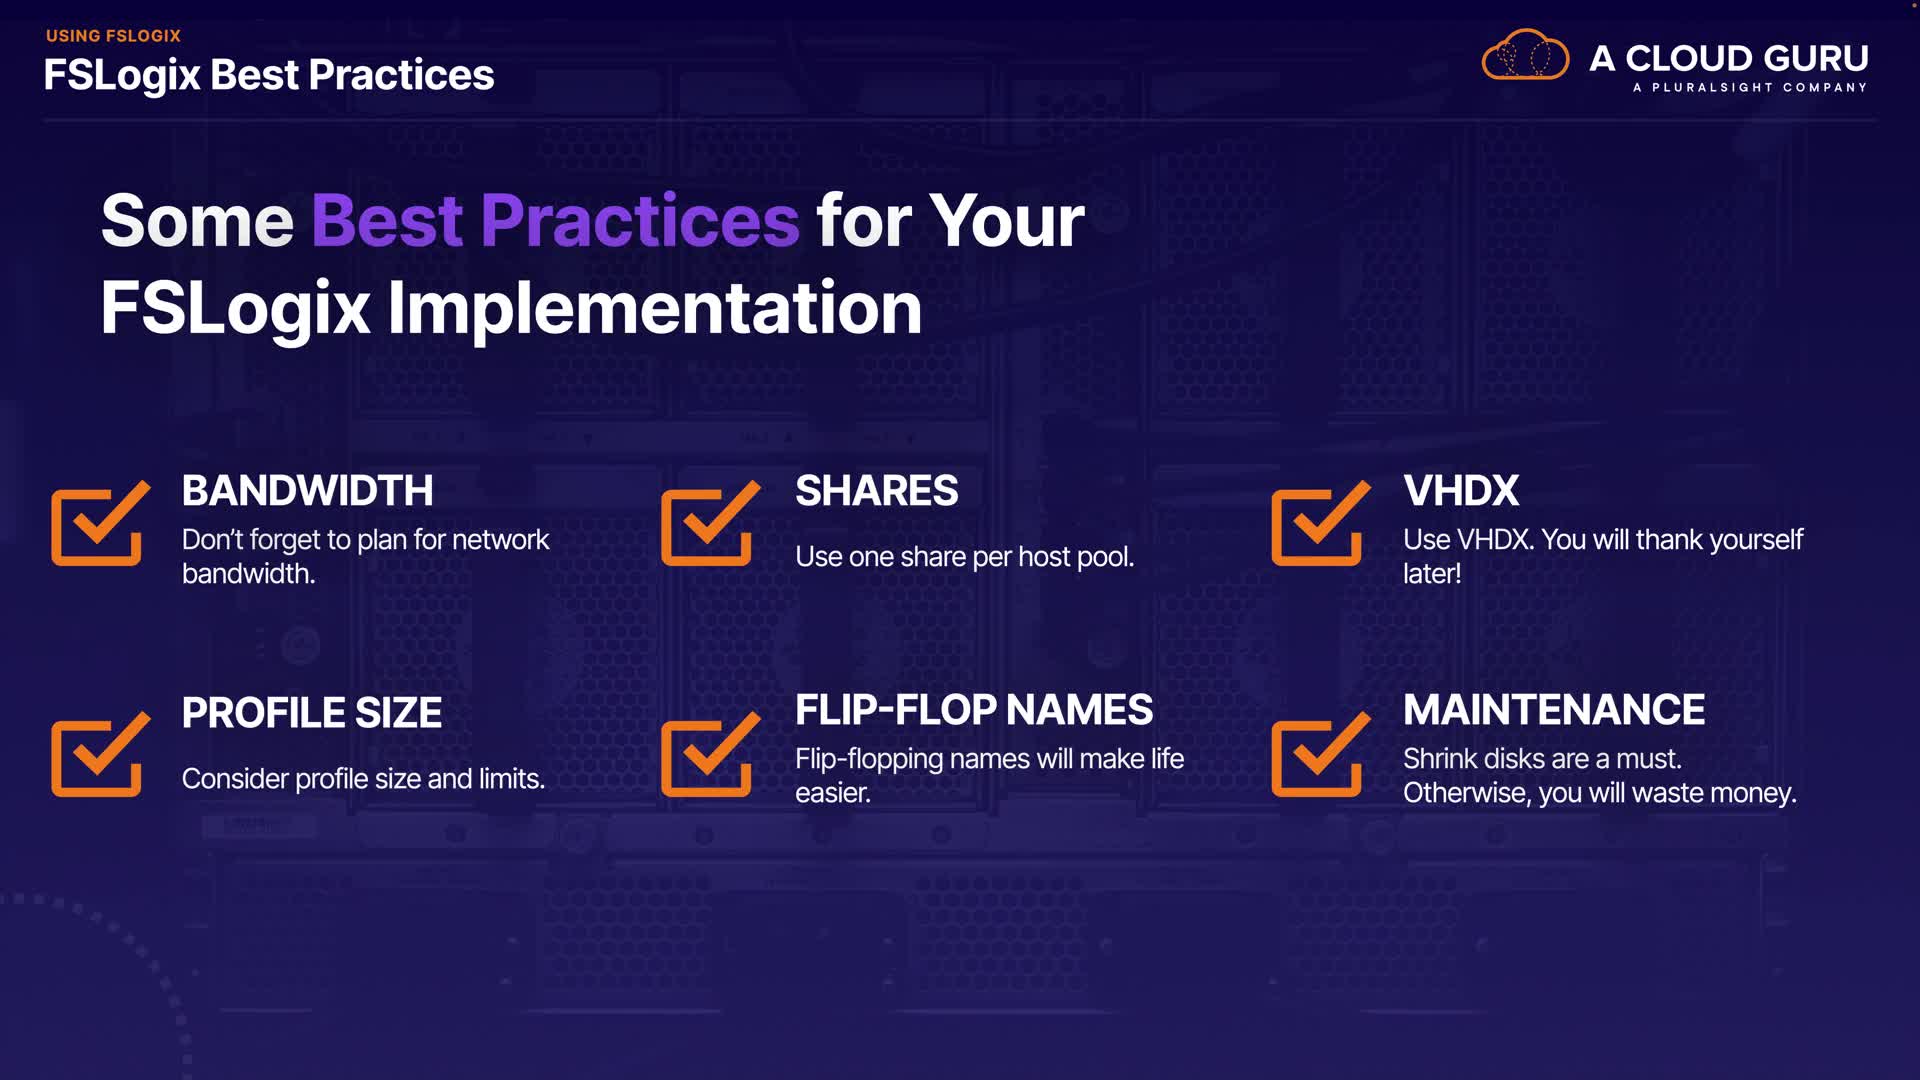 USING FSLOGIX
FSLogix Best Practices
A CLOUD GURU
A PLURALSIGHT COMPANY
Some Best Practices for Your
FSLogix Implementation
BANDWIDTH
Don’t forget to plan for network
bandwidth.
SHARES
Use one share per host pool.
VHDX
Use VHDX. You will thank yourself
later!
PROFILE SIZE
Consider profile size and limits.
FLIP-FLOP NAMES
Flip-flopping names will make life
easier.
MAINTENANCE
Shrink disks are a must.
Otherwise, you will waste money.